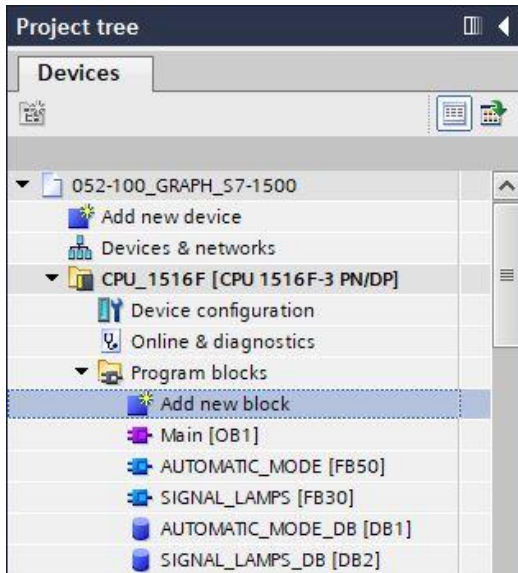 Project tree
Devices
052-100_GRAPH_S7-1500
Add new device
Devices & networks
CPU_1516F [CPU 1516F-3 PN/DP]
Device configuration
Online & diagnostics
Program blocks
Add new block
Main [OB1]
AUTOMATIC_MODE [FB50]
SIGNAL_LAMPS [FB30]
AUTOMATIC_MODE_DB [DB1]
SIGNAL_LAMPS_DB [DB2]